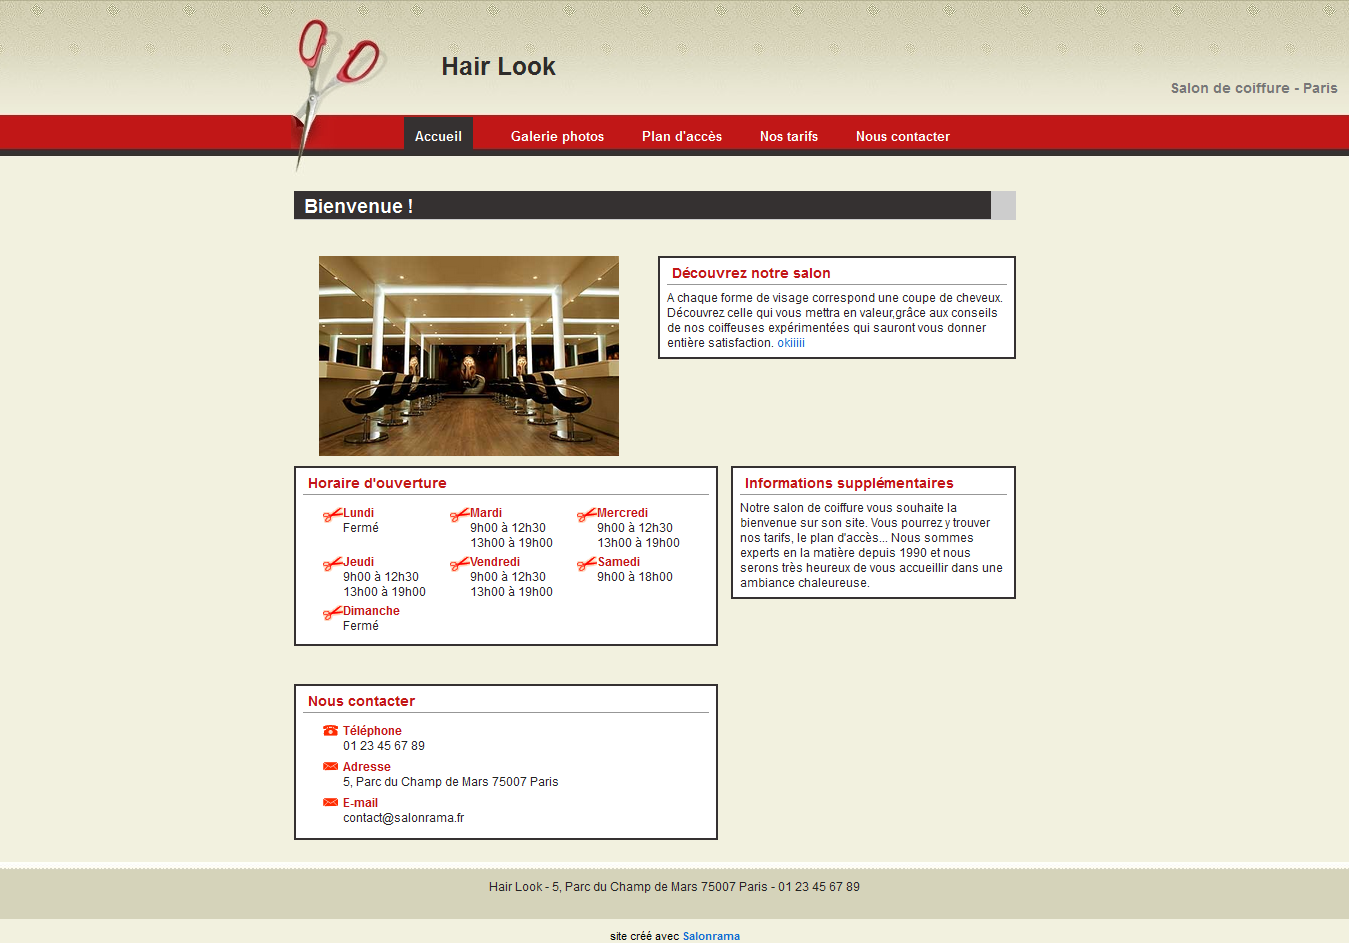 Hair Look
Salon de coiffure - Paris
Accueil
Galerie photos
Plan d'accès
Nos tarifs
Nous contacter
Bienvenue !
Découvrez notre salon
A chaque forme de visage correspond une coupe de cheveux.
Découvrez celle qui vous mettra en valeur,grâce aux conseils
de nos coiffeuses expérimentées qui sauront vous donner
entière satisfaction. okiiiii
Horaire d'ouverture
Lundi
Fermé
Mardi
9h00 à 12h30
13h00 à 19h00
Mercredi
9h00 à 12h30
13h00 à 19h00
Jeudi
9h00 à 12h30
13h00 à 19h00
Vendredi
9h00 à 12h30
13h00 à 19h00
Samedi
9h00 à 18h00
Dimanche
Fermé
Informations supplémentaires
Notre salon de coiffure vous souhaite la
bienvenue sur son site. Vous pourrez y trouver
nos tarifs, le plan d'accès... Nous sommes
experts en la matière depuis 1990 et nous
serons très heureux de vous accueillir dans une
ambiance chaleureuse.
Nous contacter
Téléphone
01 23 45 67 89
Adresse
5, Parc du Champ de Mars 75007 Paris
E-mail
contact@salonrama.fr
Hair Look - 5, Parc du Champ de Mars 75007 Paris - 01 23 45 67 89
site créé avec Salonrama